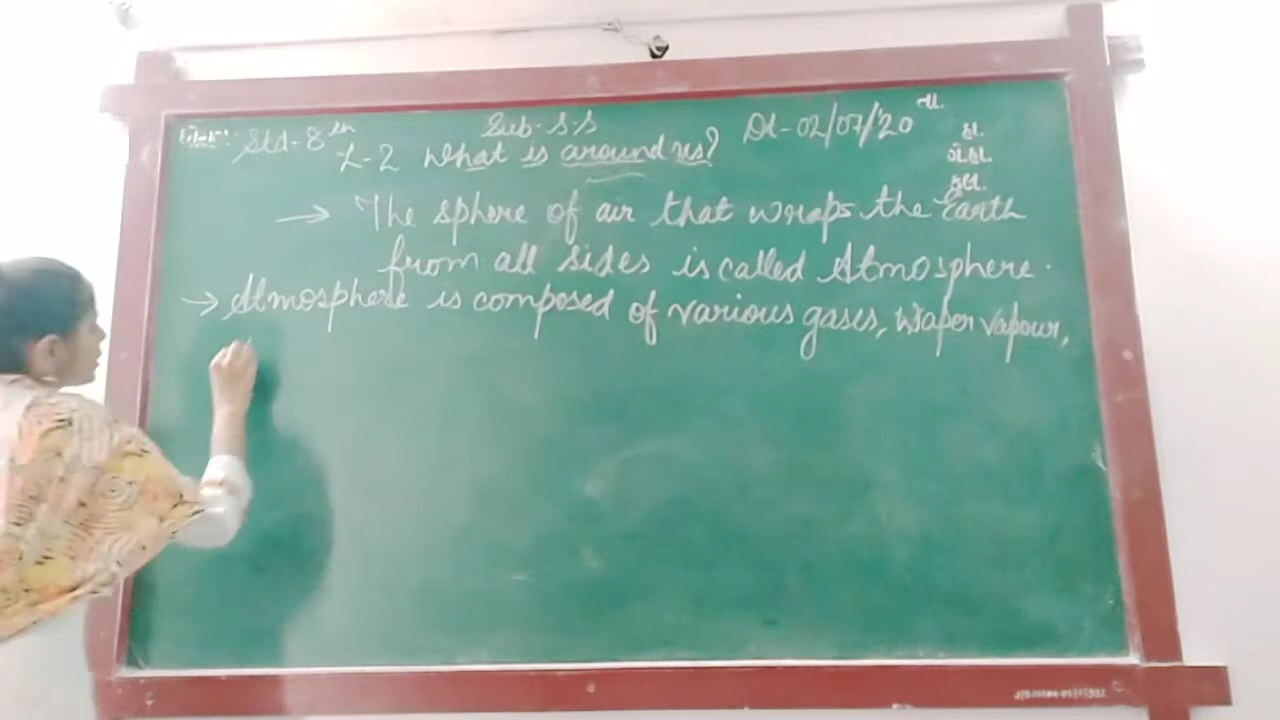 Std-8th Sub-S.S Dt-02/07/'20 તા.
L-2 What is around us?
હા.
ગે.હા.
કુલ.
→ The sphere of air that wraps the Earth
from all sides is called Atmosphere.
→ Atmosphere is composed of various gases, Waper vapour,